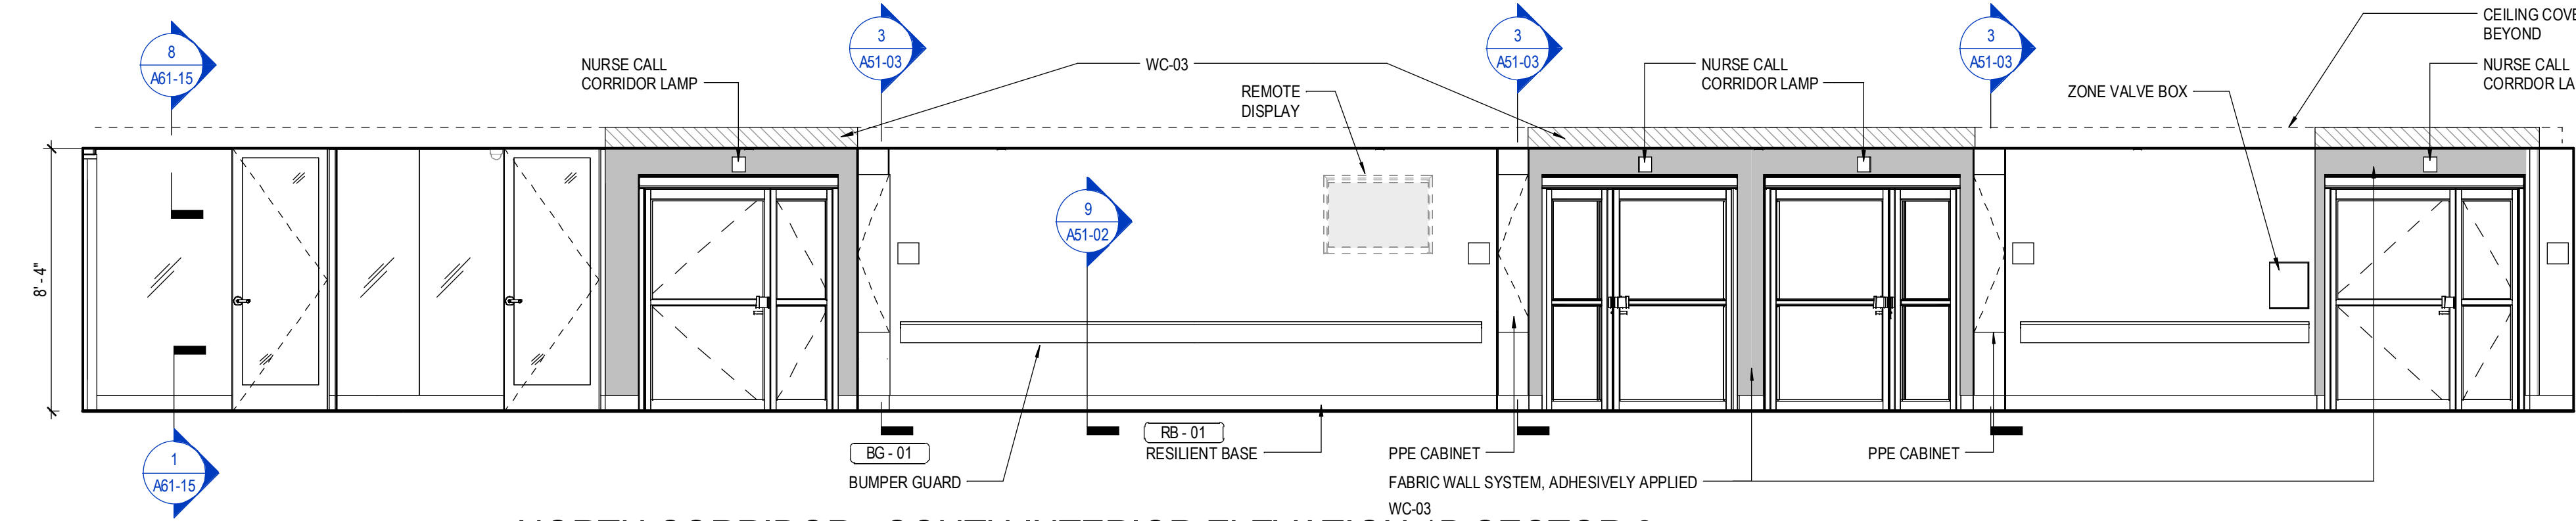 8
A61-15
3
A51-03
3
A51-03
3
A51-03
CEILING COVE
BEYOND
NURSE CALL
CORRIDOR LAMP
WC-03
REMOTE
DISPLAY
NURSE CALL
CORRIDOR LAMP
ZONE VALVE BOX
NURSE CALL
CORRDOR LA
8' - 4"
9
A51-02
1
A61-15
BG - 01
BUMPER GUARD
RB - 01
RESILIENT BASE
PPE CABINET
PPE CABINET
FABRIC WALL SYSTEM, ADHESIVELY APPLIED
WC-03